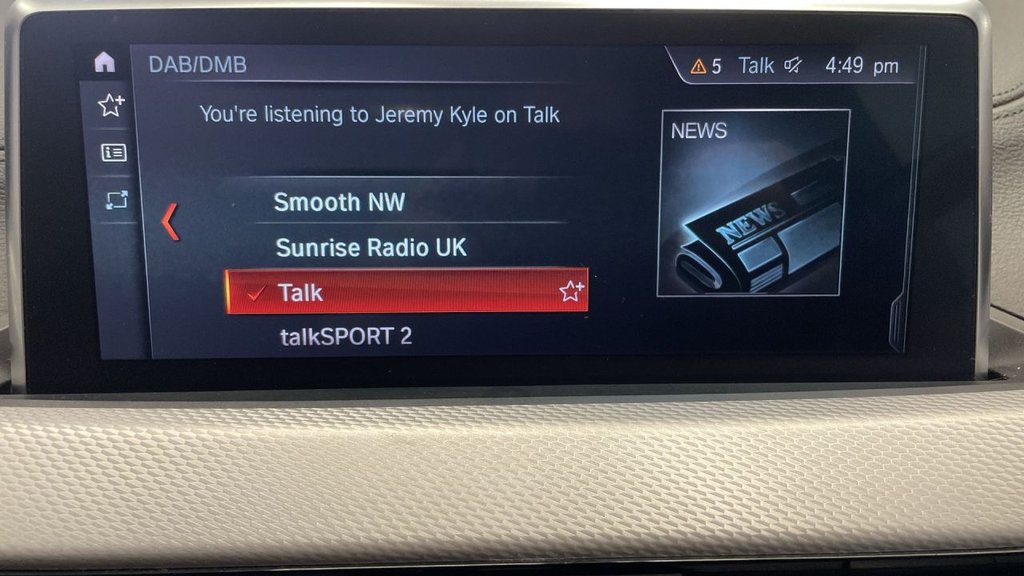 DAB/DMB
5 Talk 4:49 pm
You're listening to Jeremy Kyle on Talk
NEWS
NEWS
Smooth NW
Sunrise Radio UK
Talk
talkSPORT 2